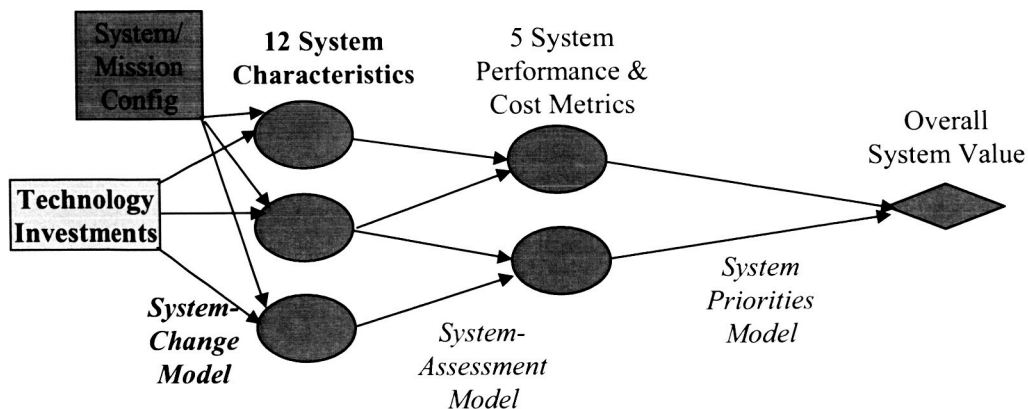 System/
Mission
Config
12 System
Characteristics
5 System
Performance &
Cost Metrics
Overall
System Value
Technology
Investments
System-
Change
Model
System-
Assessment
Model
System
Priorities
Model